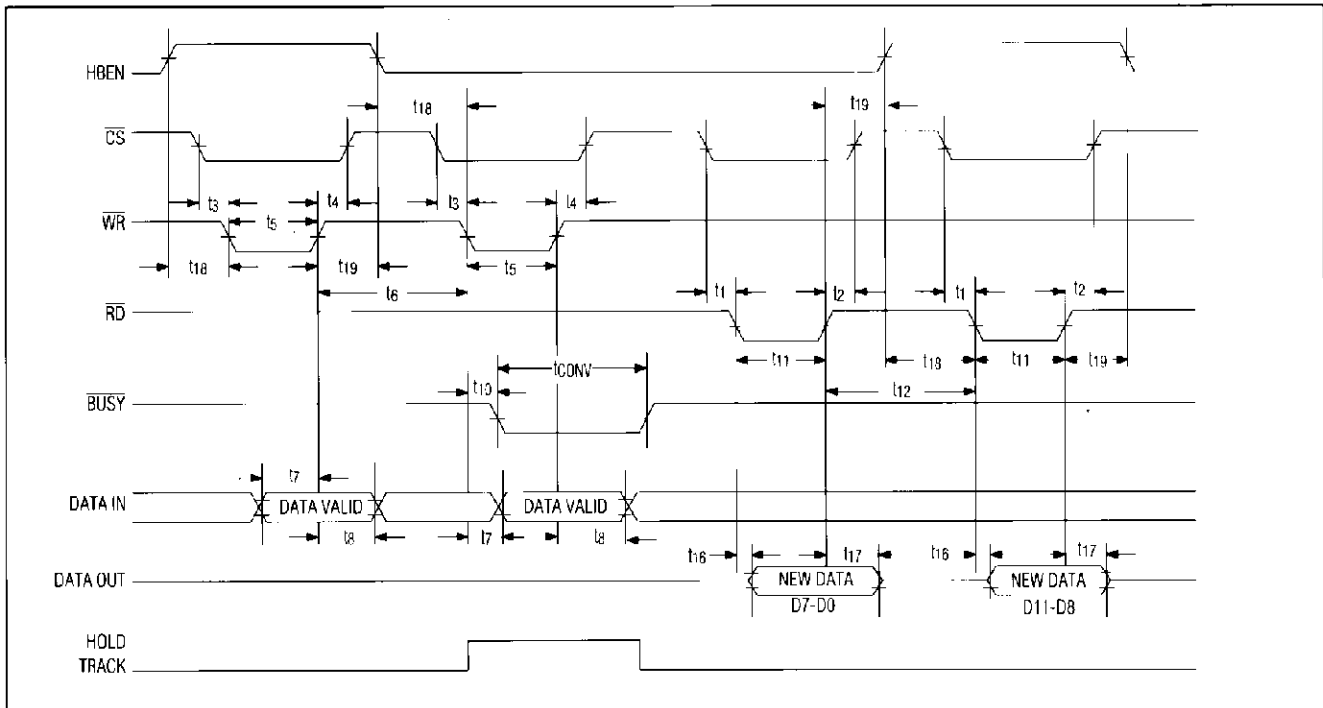 HBEN
t18
t19
CS
t3 t4 t3 t4
WR
t5
t18 t19 t5
t6
t1 t2 t1 t2
RD
t11 t18 t11 t19
tCONV
t10 t12
BUSY
t7
DATA IN DATA VALID DATA VALID
t8 t7 t8
t16 t17 t16 t17
DATA OUT NEW DATA NEW DATA
D7-D0 D11-D8
HOLD
TRACK